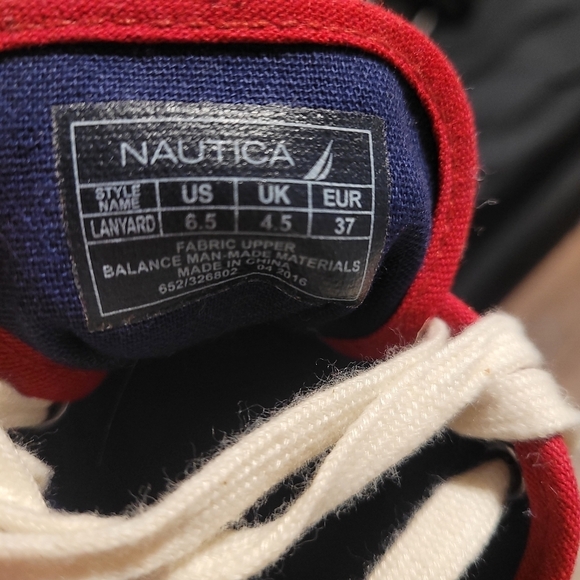 NAUTICA
STYLE NAME US UK EUR
LANYARD 6.5 4.5 37
FABRIC UPPER
BALANCE MAN-MADE MATERIALS
MADE IN CHINA
652/326802 04 2016